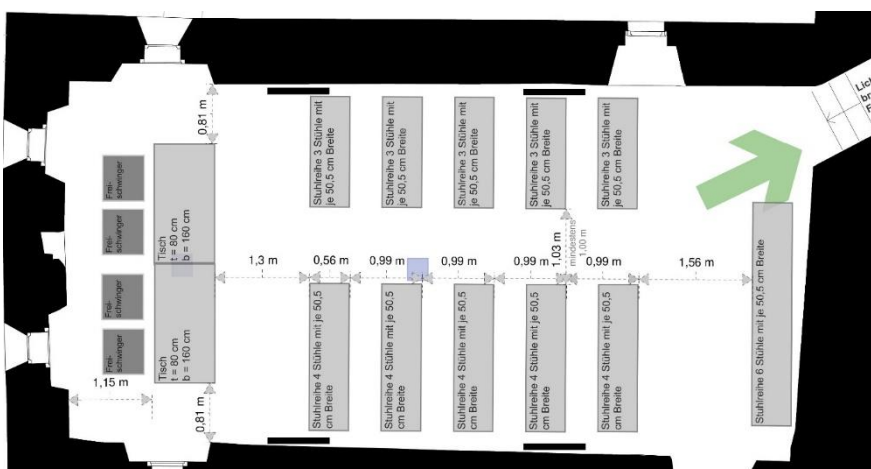 Lich
br
F
0,81 m
Stuhlreihe 3 Stühle mit
je 50,5 cm Breite
Stuhlreihe 3 Stühle mit
je 50,5 cm Breite
Stuhlreihe 3 Stühle mit
je 50,5 cm Breite
Stuhlreihe 3 Stühle mit
je 50,5 cm Breite
Stuhlreihe 3 Stühle mit
je 50,5 cm Breite
Frei-
schwinger
Frei-
schwinger
Frei-
schwinger
Frei-
schwinger
Tisch
t = 80 cm
b = 160 cm
Tisch
t = 80 cm
b = 160 cm
1,3 m
0,56 m
0,99 m
0,99 m
0,99 m
1,03 m
mindestens
1,00 m
0,99 m
1,56 m
Stuhlreihe 4 Stühle mit je 50,5
cm Breite
Stuhlreihe 4 Stühle mit je 50,5
cm Breite
Stuhlreihe 4 Stühle mit je 50,5
cm Breite
Stuhlreihe 4 Stühle mit je 50,5
cm Breite
Stuhlreihe 4 Stühle mit je 50,5
cm Breite
Stuhlreihe 6 Stühle mit je 50,5 cm Breite
1,15 m
0,81 m